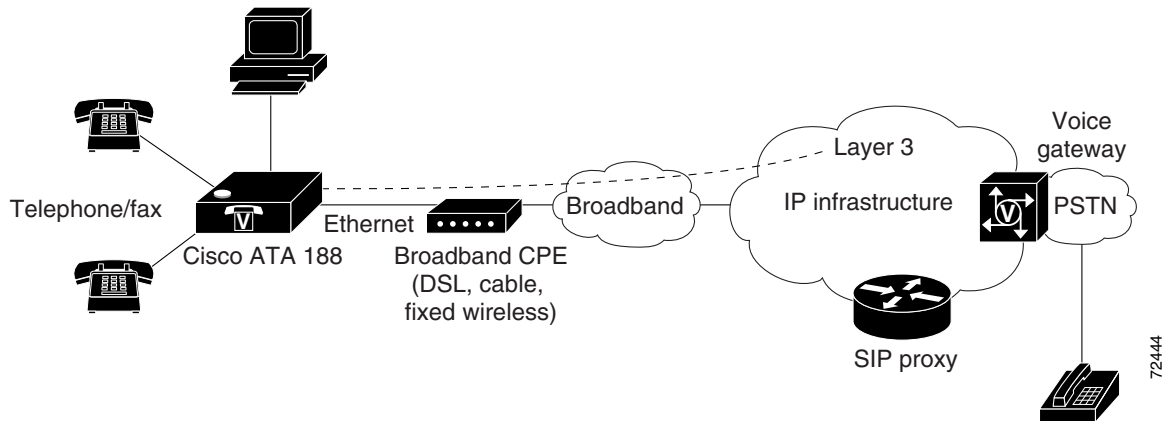 Telephone/fax
V
Cisco ATA 188
Ethernet
Broadband CPE
(DSL, cable,
fixed wireless)
Broadband
Layer 3
IP infrastructure
SIP proxy
Voice
gateway
V
PSTN
72444